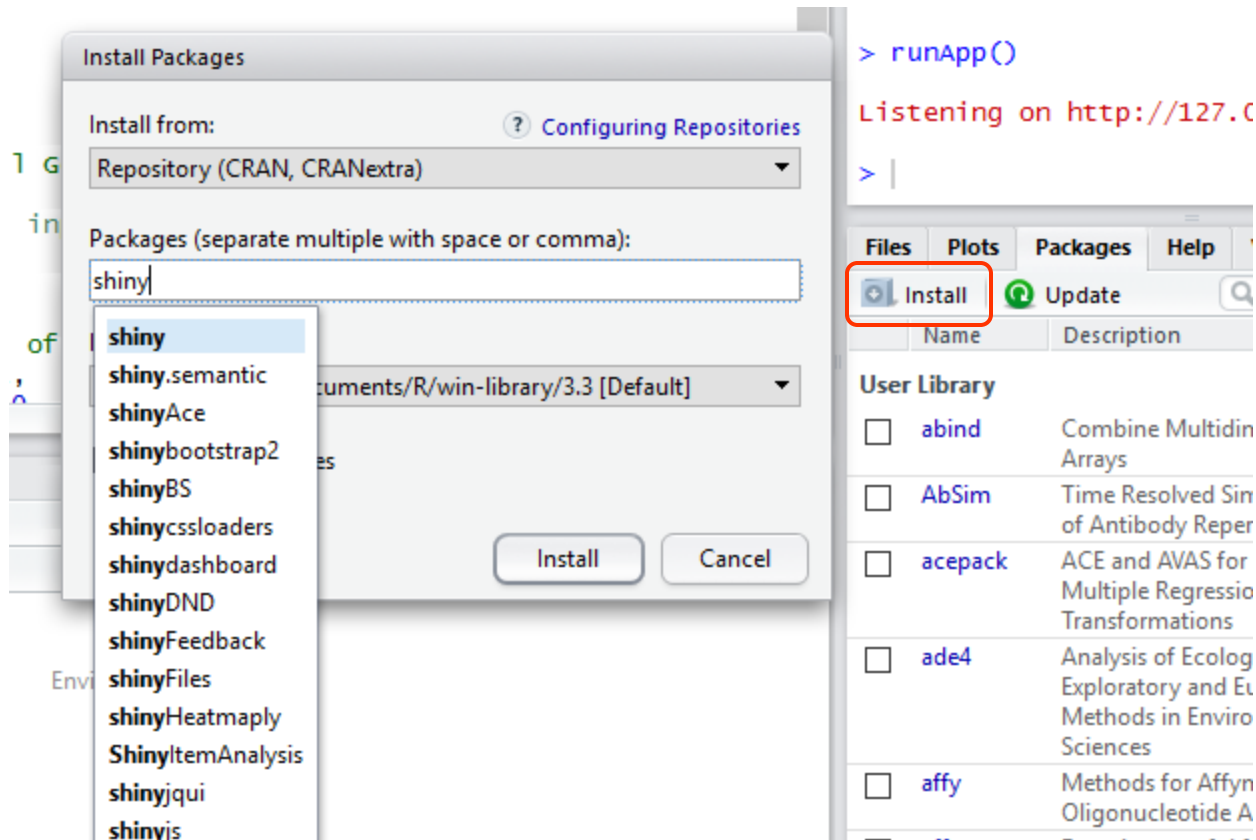 Install Packages
Install from:
? Configuring Repositories
Repository (CRAN, CRANextra)
Packages (separate multiple with space or comma):
shiny
shiny
shiny.semantic
shinyAce
shinybootstrap2
shinyBS
shinycssloaders
shinydashboard
shinyDND
shinyFeedback
shinyFiles
shinyHeatmaply
ShinyItemAnalysis
shinyjqui
shinyjs
cuments/R/win-library/3.3 [Default]
es
Install
Cancel
l G
in
of
,
Envi
> runApp()
Listening on http://127.0
>
Files Plots Packages Help
Install Update
Name Description
User Library
abind Combine Multidin
Arrays
AbSim Time Resolved Sim
of Antibody Reper
acepack ACE and AVAS for
Multiple Regressio
Transformations
ade4 Analysis of Ecolog
Exploratory and Eu
Methods in Enviro
Sciences
affy Methods for Affyn
Oligonucleotide A